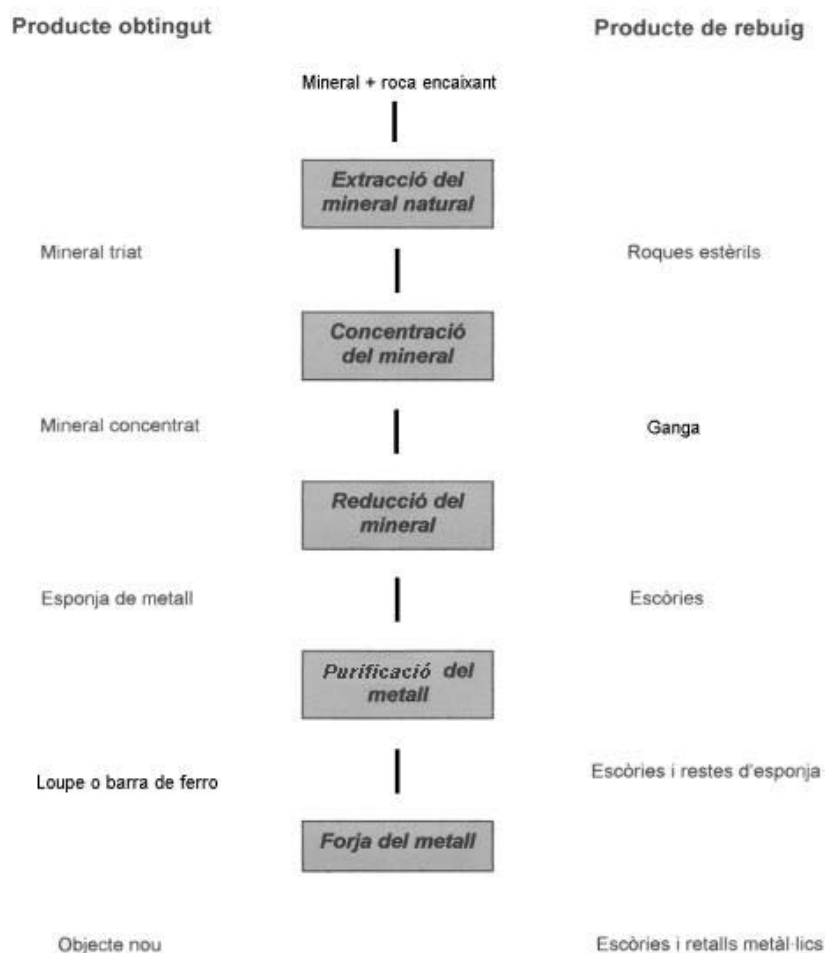 Producte obtingut
Producte de rebuig
Mineral + roca encaixant
Extracció del
mineral natural
Mineral triat
Roques estèrils
Concentració
del mineral
Mineral concentrat
Ganga
Reducció del
mineral
Esponja de metall
Escòries
Purificació del
metall
Loupe o barra de ferro
Escòries i restes d'esponja
Forja del metall
Objecte nou
Escòries i retalls metàl·lics